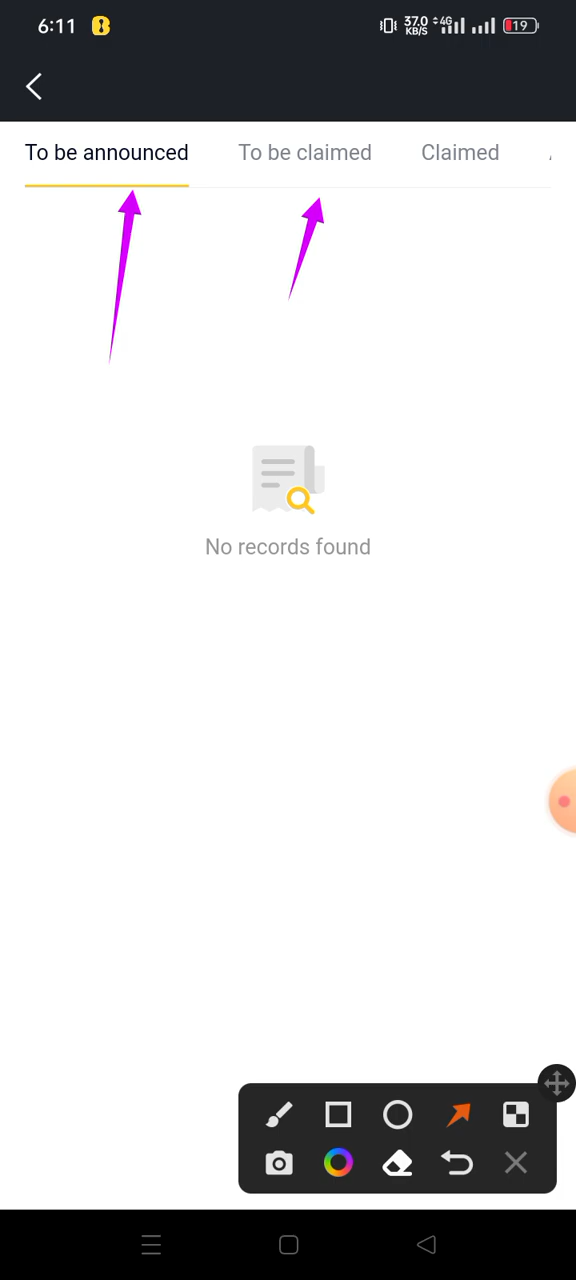 6:11
37.0
KB/S
4G
19
To be announced
To be claimed
Claimed
No records found